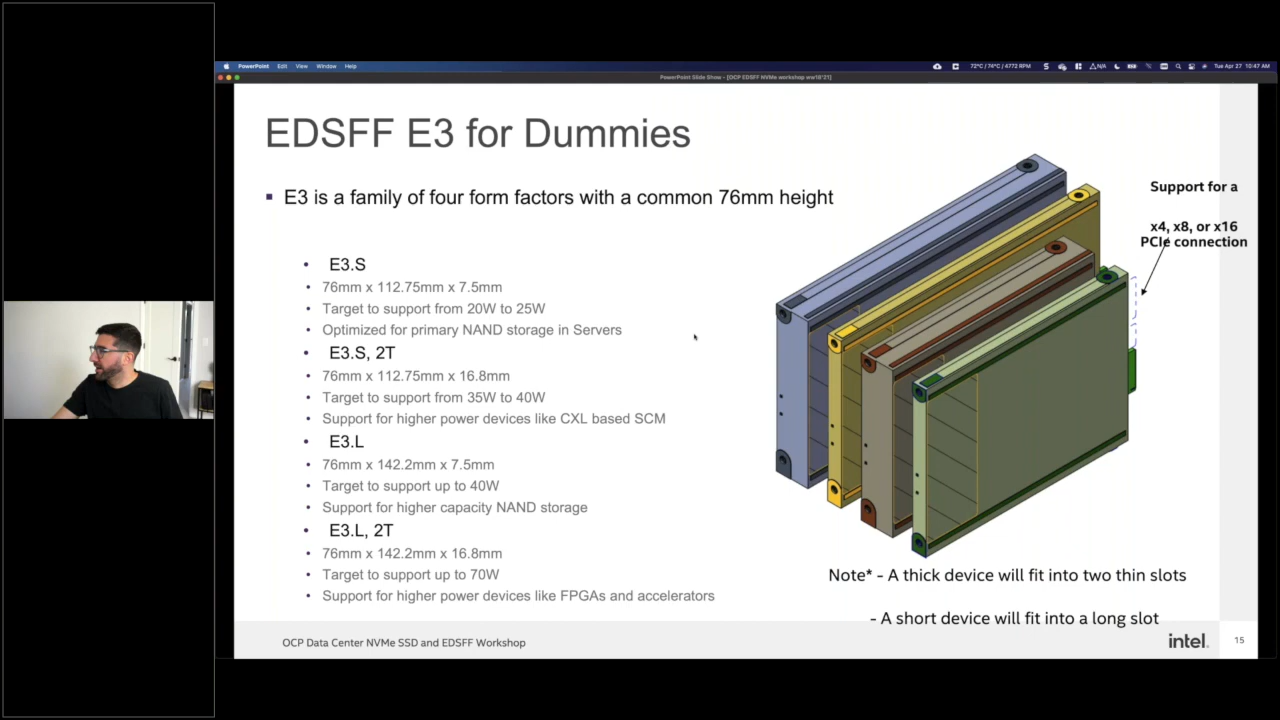 PowerPoint Edit View Window Help
72°C / 74°C / 4772 RPM
Tue Apr 27 10:47 AM
PowerPoint Slide Show - [OCP EDSFF NVMe workshop ww18'21]
EDSFF E3 for Dummies
E3 is a family of four form factors with a common 76mm height
E3.S
76mm x 112.75mm x 7.5mm
Target to support from 20W to 25W
Optimized for primary NAND storage in Servers
E3.S, 2T
76mm x 112.75mm x 16.8mm
Target to support from 35W to 40W
Support for higher power devices like CXL based SCM
E3.L
76mm x 142.2mm x 7.5mm
Target to support up to 40W
Support for higher capacity NAND storage
E3.L, 2T
76mm x 142.2mm x 16.8mm
Target to support up to 70W
Support for higher power devices like FPGAs and accelerators
Support for a
x4, x8, or x16
PCIe connection
Note* - A thick device will fit into two thin slots
- A short device will fit into a long slot
OCP Data Center NVMe SSD and EDSFF Workshop
intel.
15